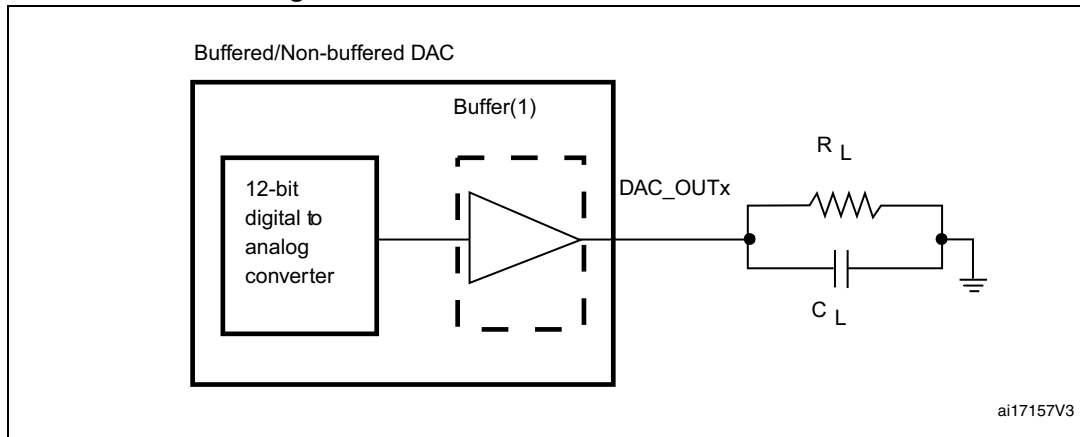 Buffered/Non-buffered DAC
Buffer(1)
12-bit
digital to
analog
converter
DAC_OUTx
R L
C L
ai17157V3